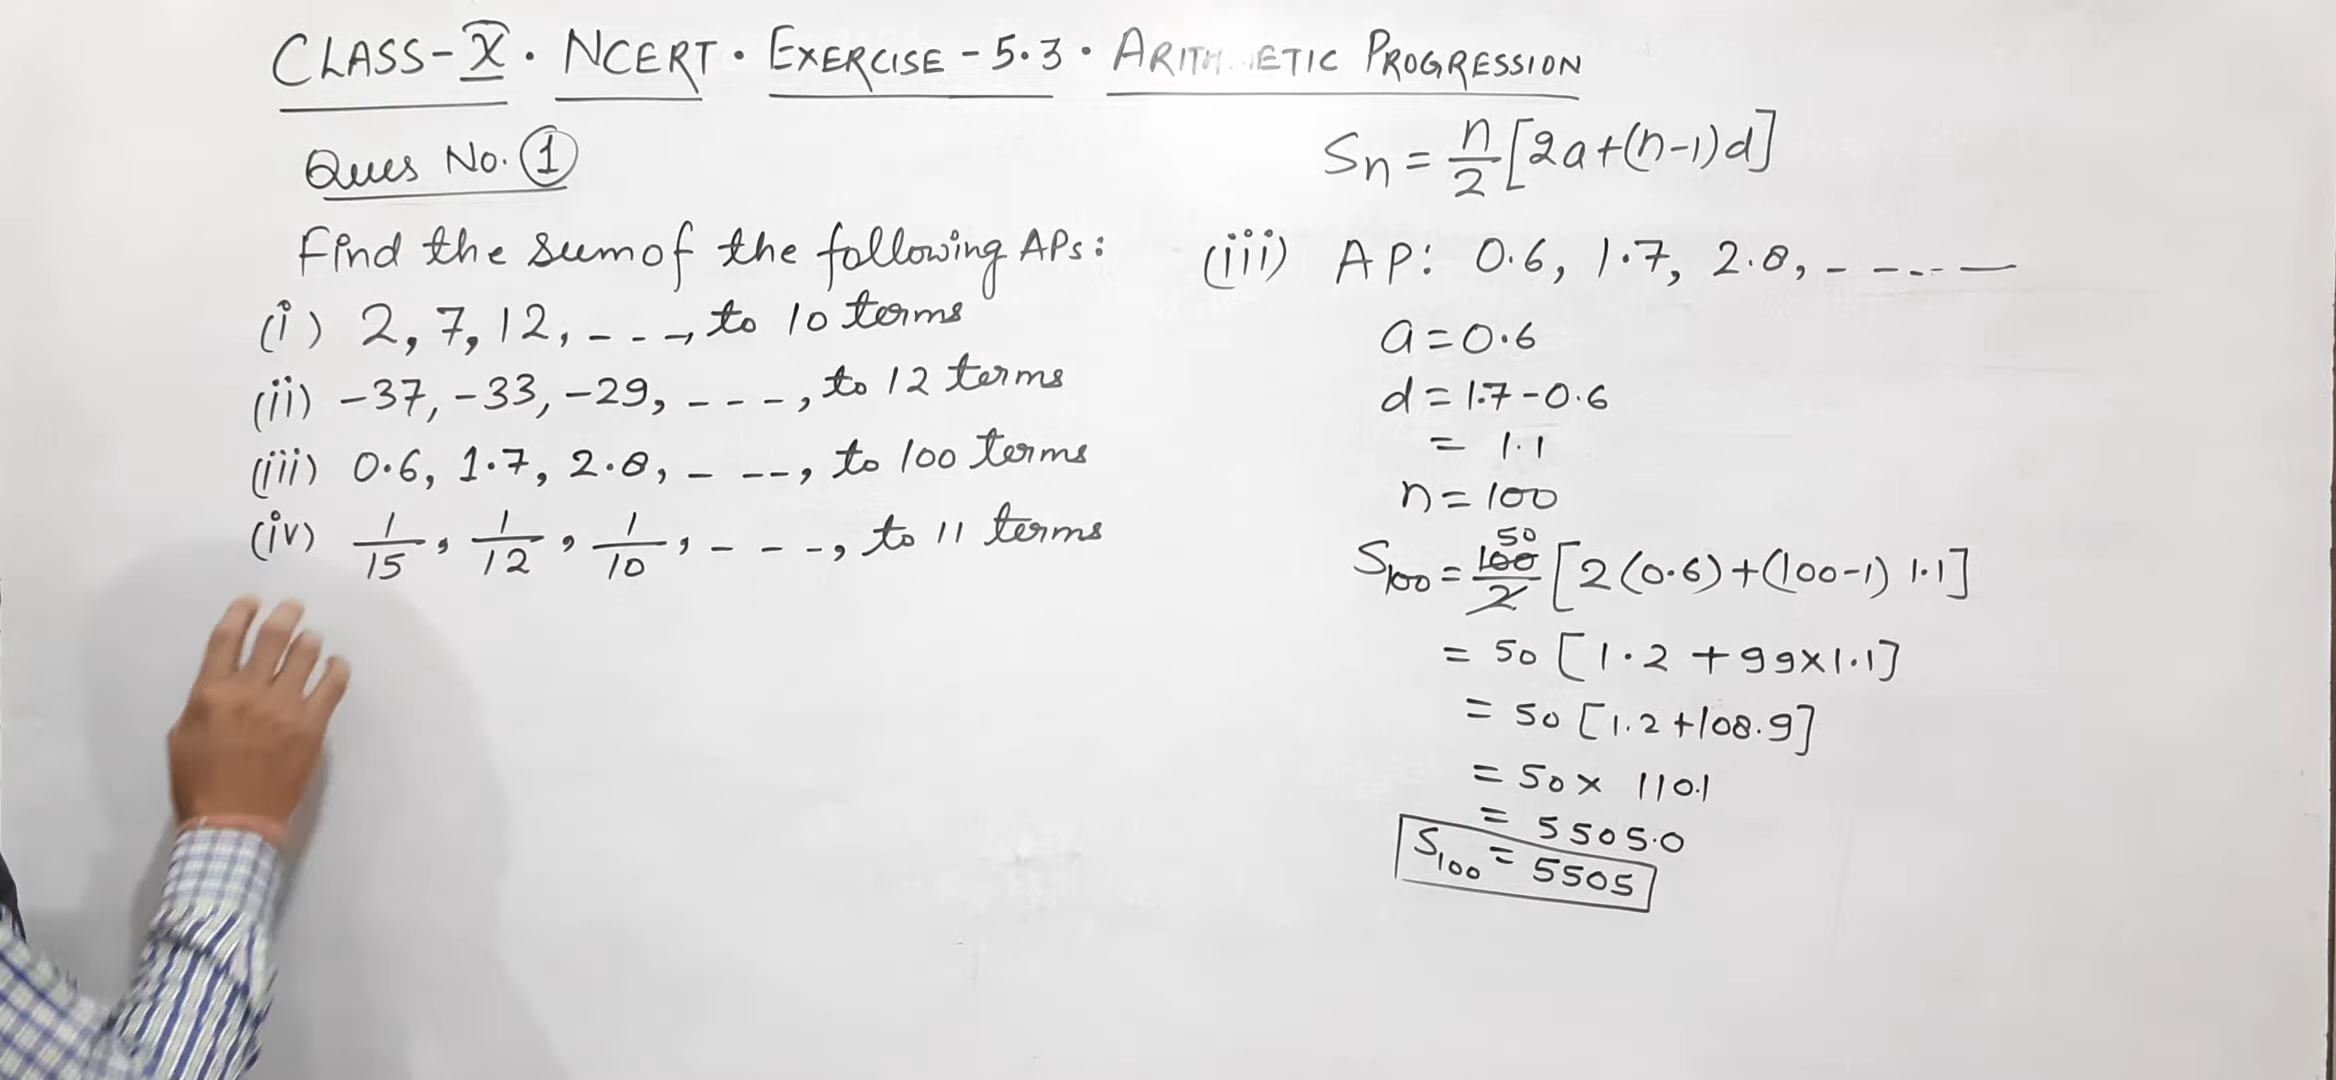 CLASS-X · NCERT · EXERCISE - 5.3 · ARITHMETIC PROGRESSION
Ques No. 1
Find the sum of the following APs:
(i) 2, 7, 12, - - -, to 10 terms
(ii) -37, -33, -29, - - -, to 12 terms
(iii) 0.6, 1.7, 2.8, - - -, to 100 terms
(iv) 1/15, 1/12, 1/10, - - -, to 11 terms
Sn = n/2 [2a+(n-1)d]
(iii) AP: 0.6, 1.7, 2.8, - - - - —
a = 0.6
d = 1.7 - 0.6
= 1.1
n = 100
50
S100 = 100/2 [2(0.6)+(100-1) 1.1]
= 50 [1.2 + 99×1.1]
= 50 [1.2 + 108.9]
= 50 × 110.1
= 5505.0
S100 = 5505